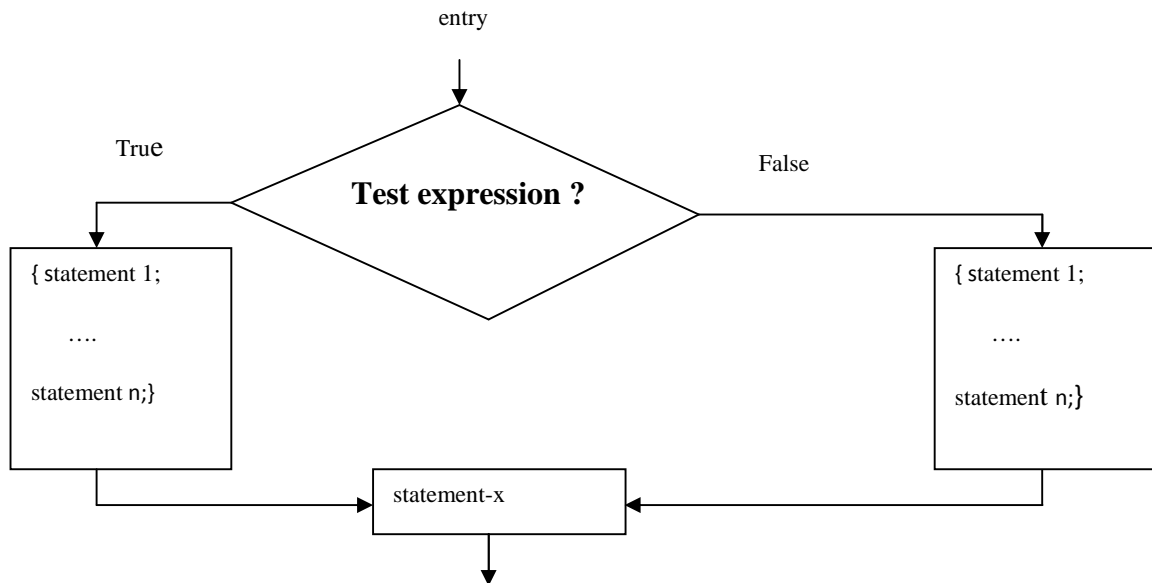 entry
True
False
Test expression ?
{ statement 1;
....
statement n;}
{ statement 1;
....
statement n;}
statement-x